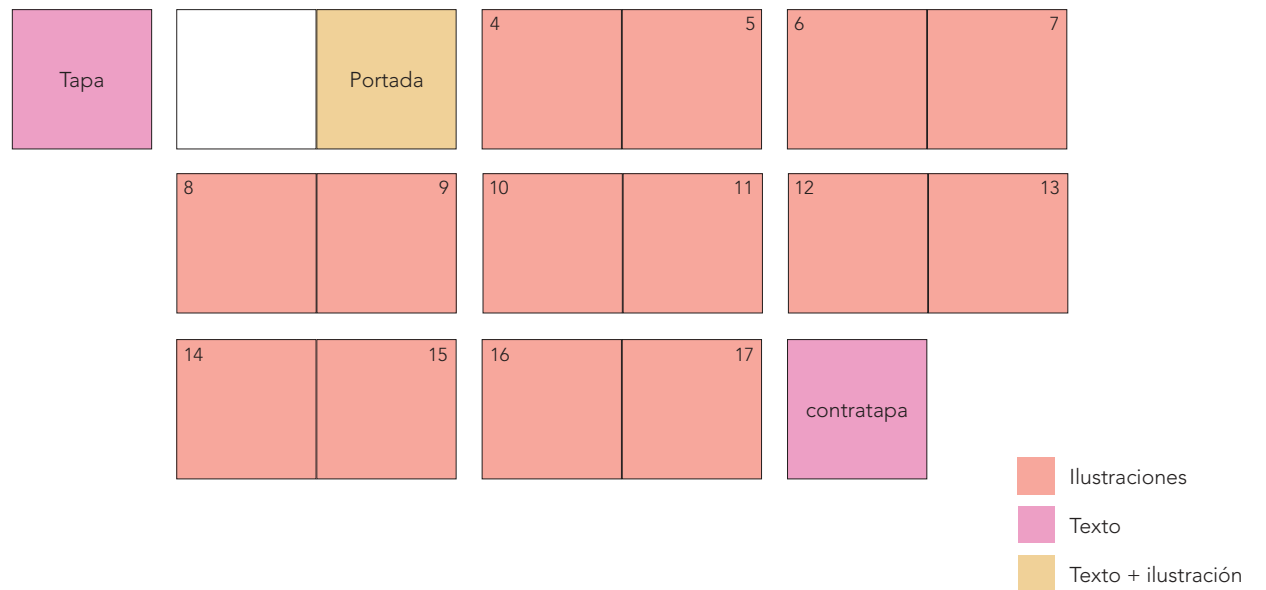 Tapa
Portada
4
5
6
7
8
9
10
11
12
13
14
15
16
17
contratapa
Ilustraciones
Texto
Texto + ilustración